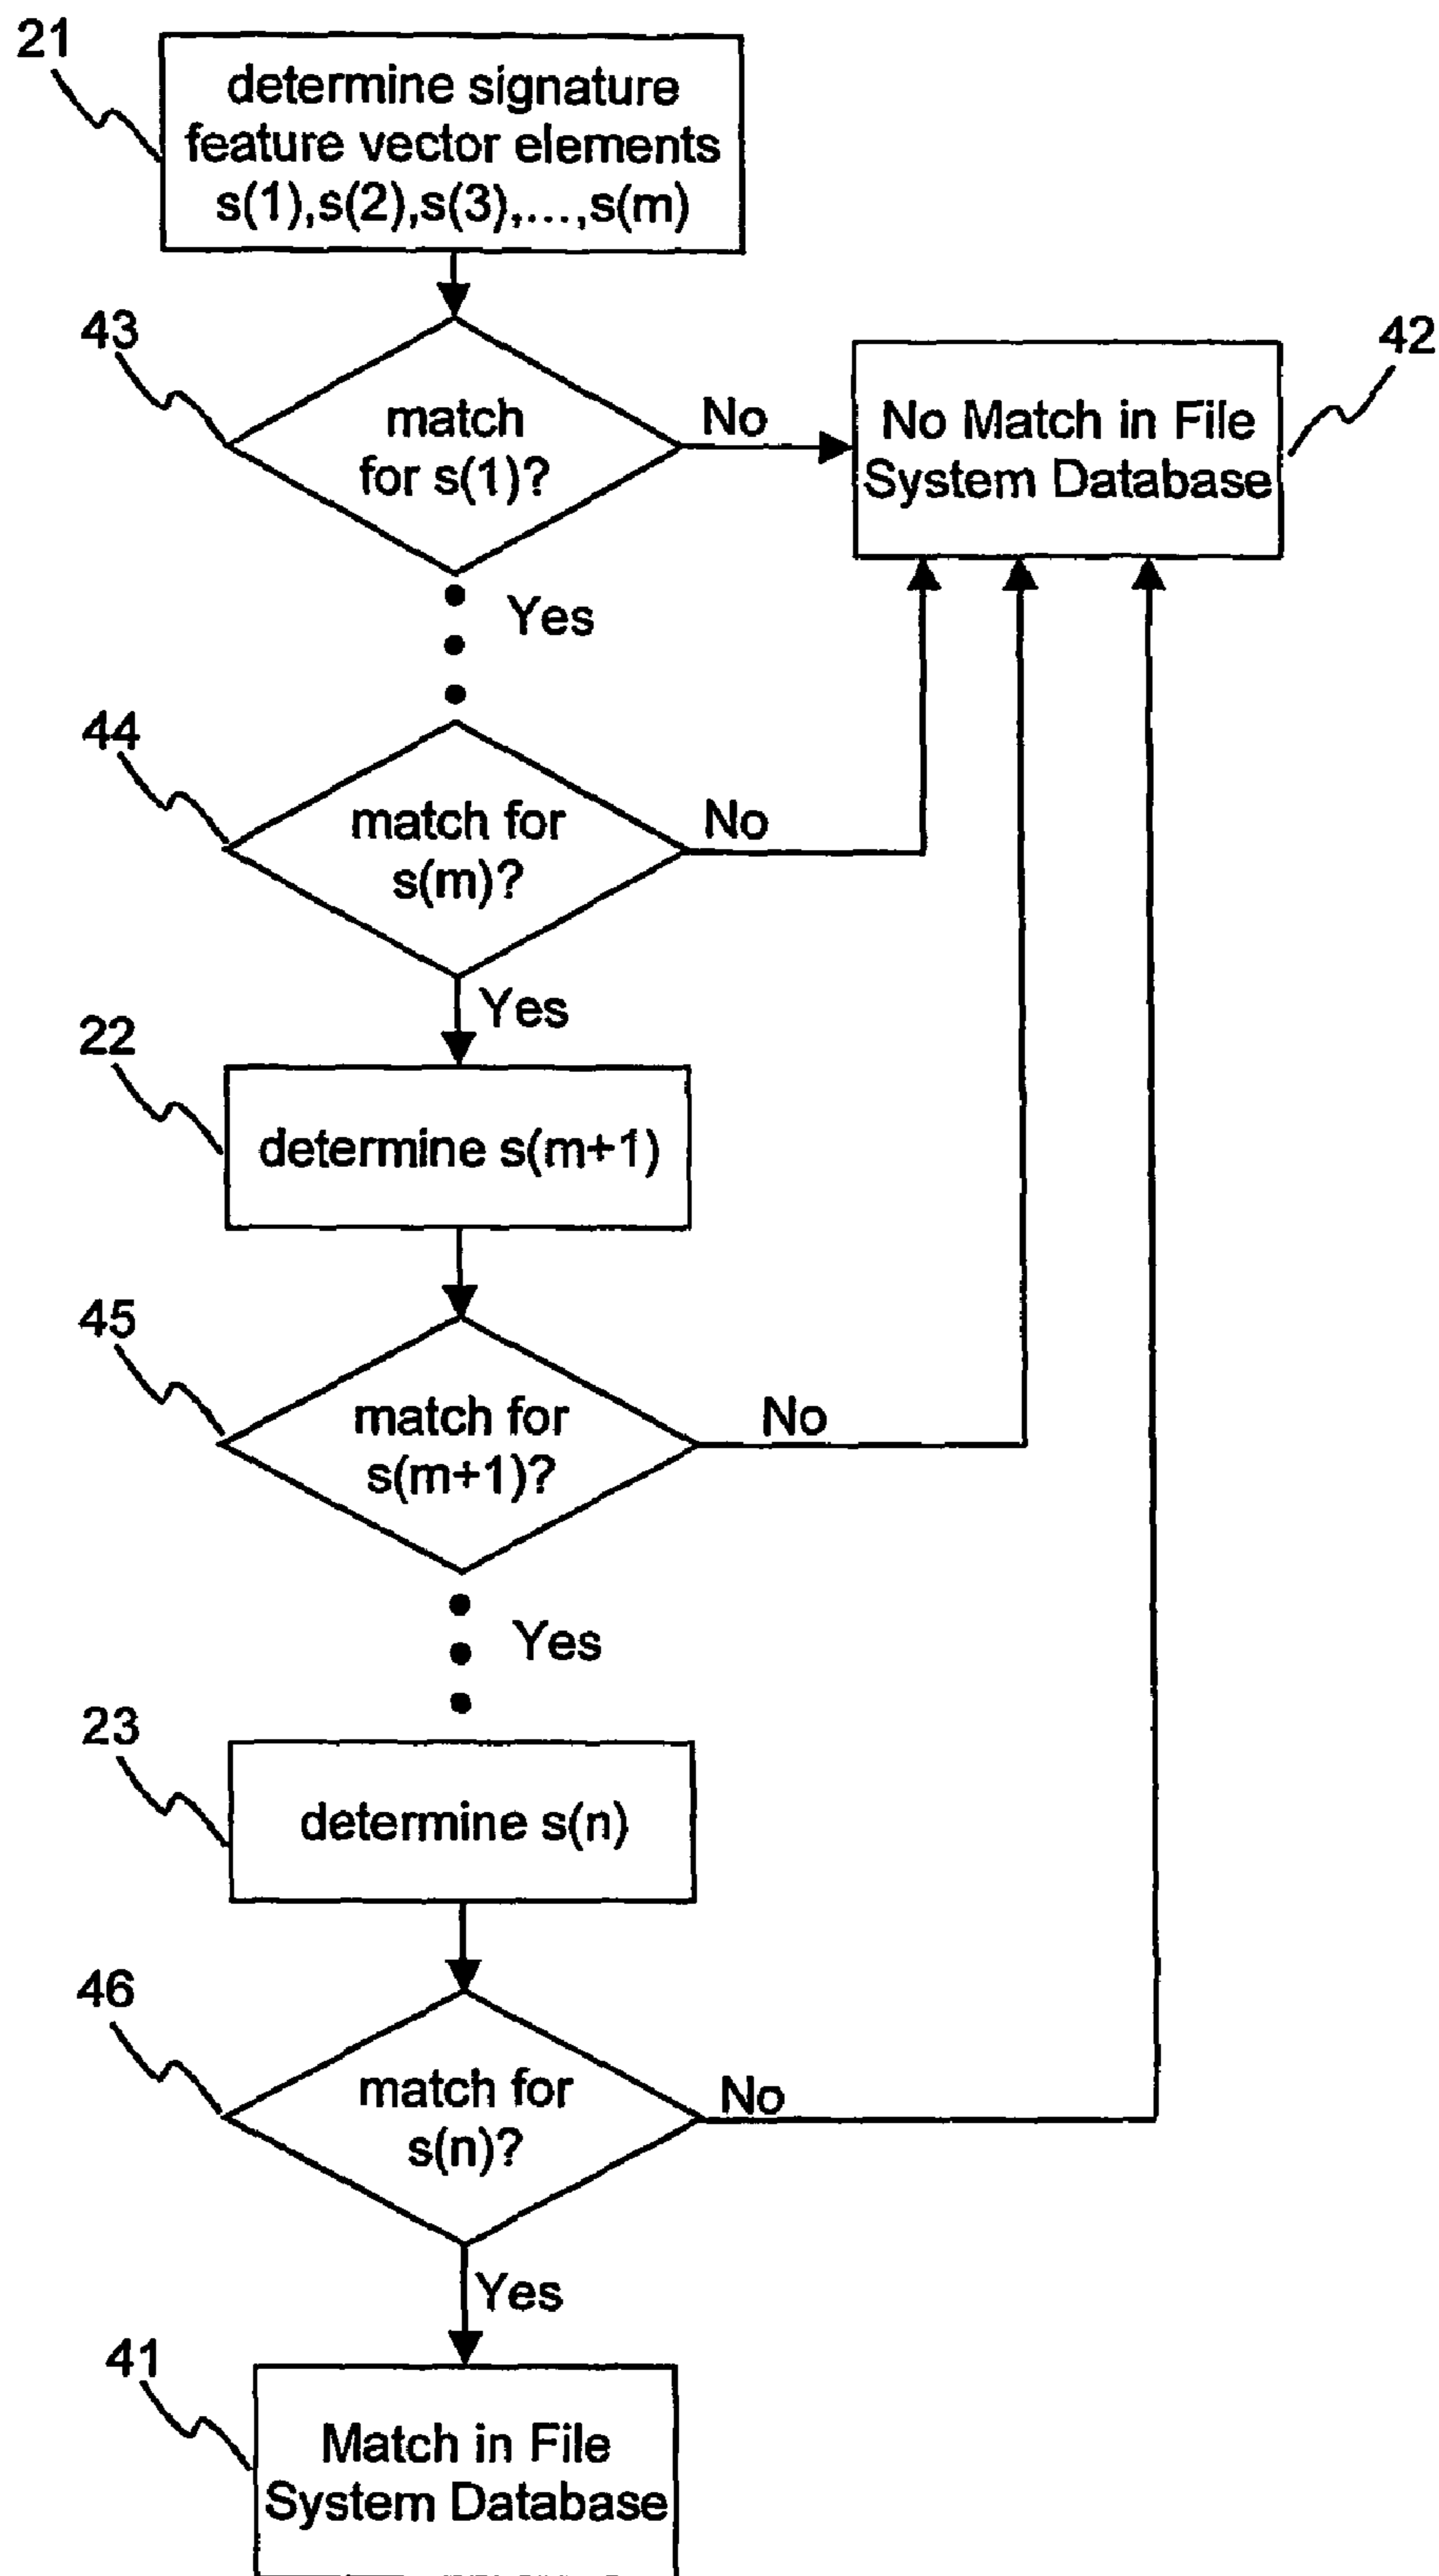 21
determine signature
feature vector elements
s(1),s(2),s(3),....,s(m)
43
match
for s(1)?
No
42
No Match in File
System Database
Yes
44
match for
s(m)?
No
Yes
22
determine s(m+1)
45
match for
s(m+1)?
No
Yes
23
determine s(n)
46
match for
s(n)?
No
Yes
41
Match in File
System Database